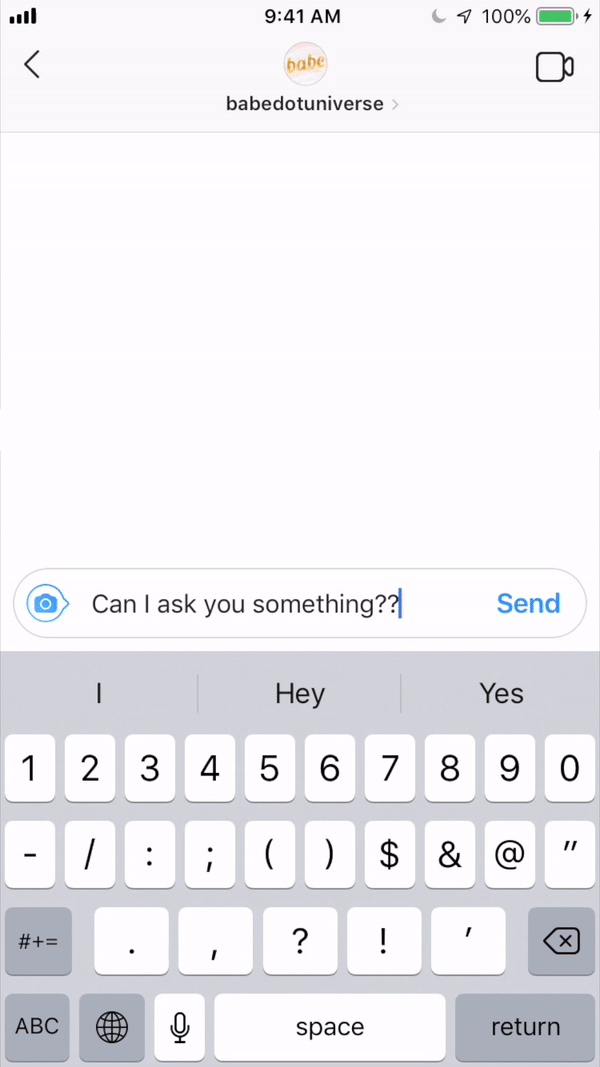 9:41 AM 100%
babe
babedotuniverse
Can I ask you something?? Send
I Hey Yes
1 2 3 4 5 6 7 8 9 0
- / : ; ( ) $ & @ "
#+= . , ? ! '
ABC space return